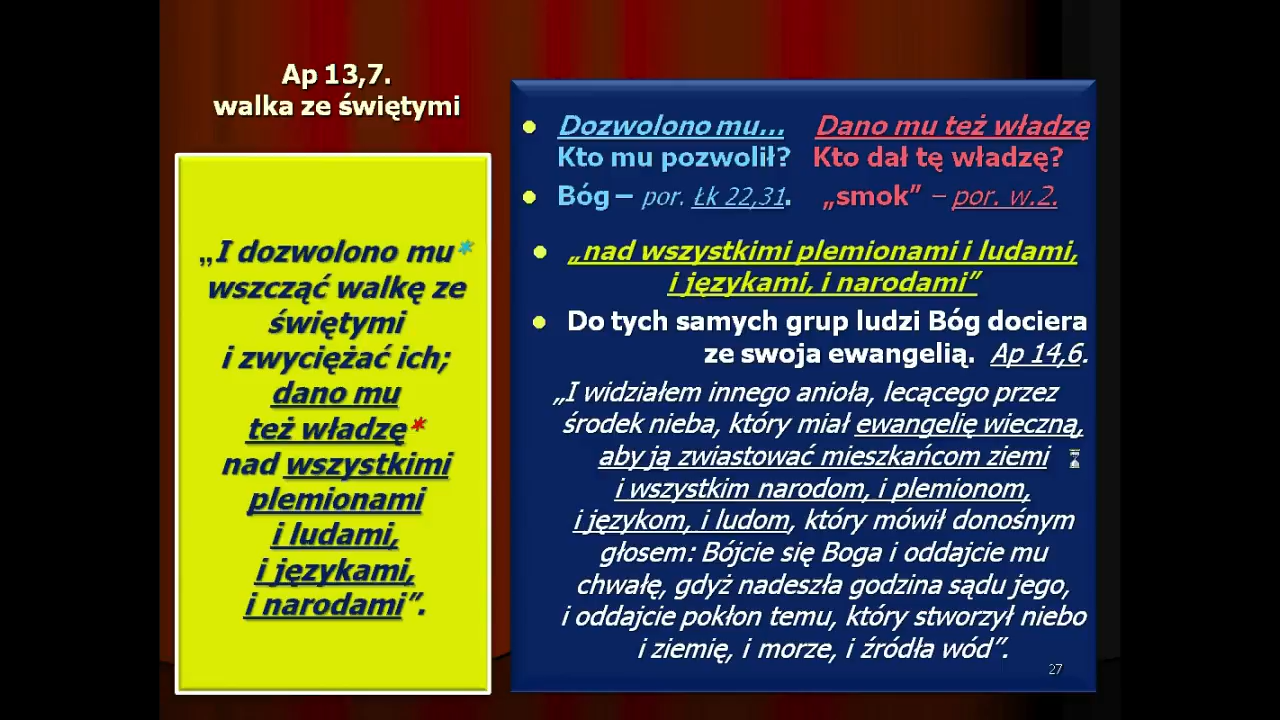 Ap 13,7.
walka ze świętymi
„I dozwolono mu*
wszcząć walkę ze
świętymi
i zwyciężać ich;
dano mu
też władzę*
nad wszystkimi
plemionami
i ludami,
i językami,
i narodami”.
Dozwolono mu... Dano mu też władzę
Kto mu pozwolił? Kto dał tę władzę?
Bóg – por. Łk 22,31. „smok” – por. w.2.
„nad wszystkimi plemionami i ludami,
i językami, i narodami”
Do tych samych grup ludzi Bóg dociera
ze swoja ewangelią. Ap 14,6.
„I widziałem innego anioła, lecącego przez
środek nieba, który miał ewangelię wieczną,
aby ją zwiastować mieszkańcom ziemi
i wszystkim narodom, i plemionom,
i językom, i ludom, który mówił donośnym
głosem: Bójcie się Boga i oddajcie mu
chwałę, gdyż nadeszła godzina sądu jego,
i oddajcie pokłon temu, który stworzył niebo
i ziemię, i morze, i źródła wód”.
27